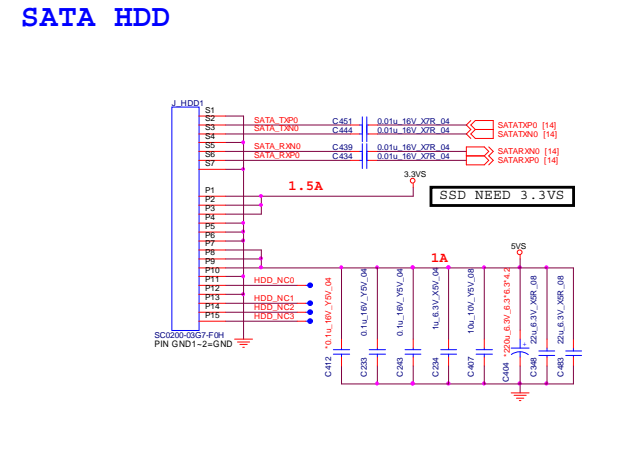 SATA HDD
J_HDD1
S1
S2
S3
S4
S5
S6
S7
SATA_TXP0
SATA_TXN0
SATA_RXN0
SATA_RXP0
C451
C444
C439
C434
0.01u_16V_X7R_04
0.01u_16V_X7R_04
0.01u_16V_X7R_04
0.01u_16V_X7R_04
SATATXP0 [14]
SATATXN0 [14]
SATARXN0 [14]
SATARXP0 [14]
3.3VS
1.5A
SSD NEED 3.3VS
P1
P2
P3
P4
P5
P6
P7
P8
P9
P10
P11
P12
P13
P14
P15
HDD_NC0
HDD_NC1
HDD_NC2
HDD_NC3
SC0200-03G7-F0H
PIN GND1~2=GND
1A
5VS
*0.1u_16V_Y5V_04
0.1u_16V_Y5V_04
0.1u_16V_Y5V_04
1u_6.3V_X5V_04
10u_10V_Y5V_08
*220u_6.3V_6.3*6.3*4.2
22u_6.3V_X5R_08
22u_6.3V_X5R_08
+
C412
C233
C243
C234
C407
C404
C348
C483